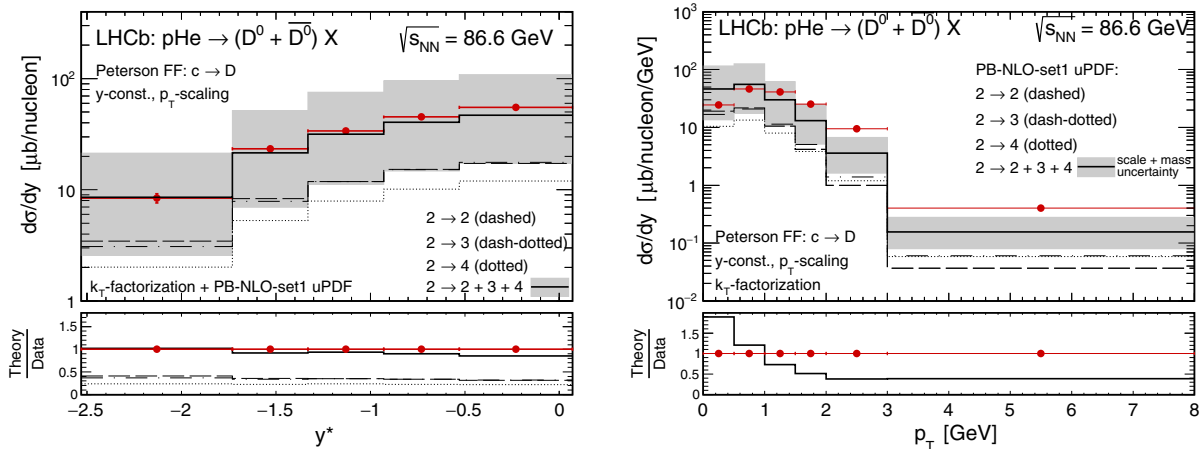 LHCb: pHe → (D⁰ + D̅⁰) X √s_NN = 86.6 GeV
Peterson FF: c → D
y-const., p_T-scaling
10²
10
1
dσ/dy [μb/nucleon]
2 → 2 (dashed)
2 → 3 (dash-dotted)
2 → 4 (dotted)
2 → 2 + 3 + 4
k_T-factorization + PB-NLO-set1 uPDF
Theory
Data
1.5
1
0.5
0
−2.5 −2 −1.5 −1 −0.5 0
y*
LHCb: pHe → (D⁰ + D̅⁰) X √s_NN = 86.6 GeV
10³
10²
10
1
10⁻¹
10⁻²
dσ/dy [μb/nucleon/GeV]
PB-NLO-set1 uPDF:
2 → 2 (dashed)
2 → 3 (dash-dotted)
2 → 4 (dotted)
2 → 2 + 3 + 4
scale + mass
uncertainty
Peterson FF: c → D
y-const., p_T-scaling
k_T-factorization
Theory
Data
1.5
1
0.5
0
0 1 2 3 4 5 6 7 8
p_T [GeV]